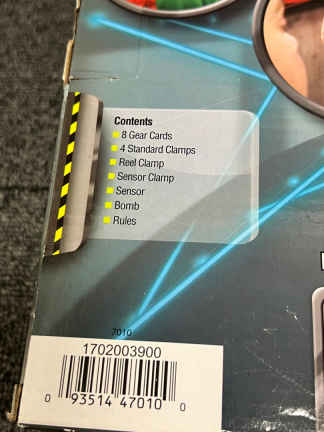 Contents
8 Gear Cards
4 Standard Clamps
Reel Clamp
Sensor Clamp
Sensor
Bomb
Rules
7010
1702003900
0 93514 47010 0